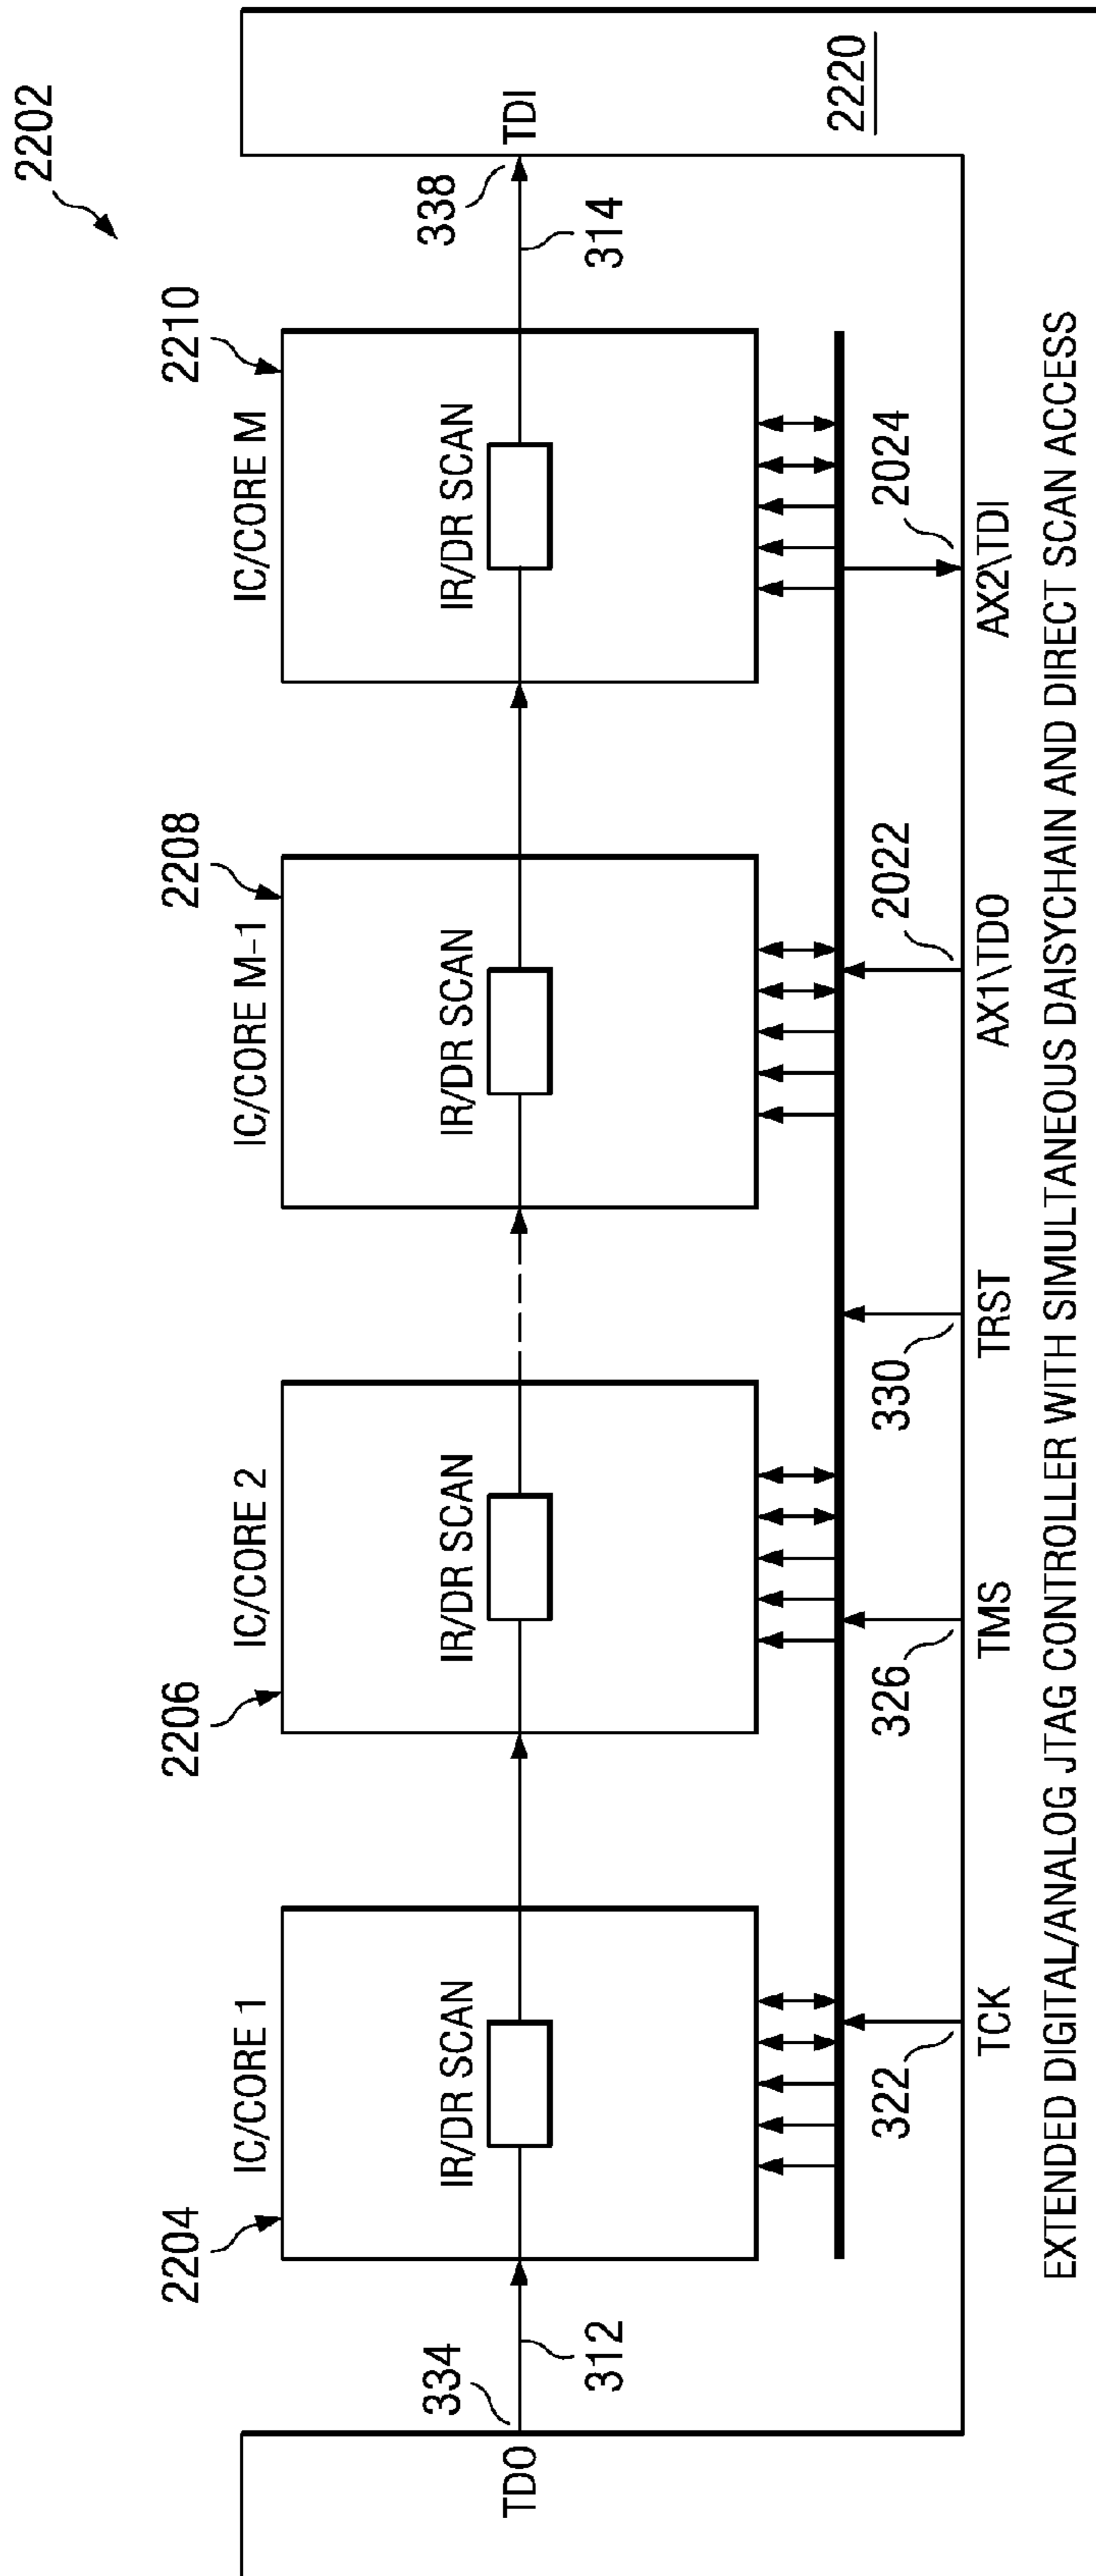 2202
2204
IC/CORE 1
2206
IC/CORE 2
IC/CORE M-1
2208
IC/CORE M
2210
334
TDO
312
IR/DR SCAN
IR/DR SCAN
IR/DR SCAN
IR/DR SCAN
338
TDI
314
322
TCK
326
TMS
330
TRST
2022
AX1\TDO
2024
AX2\TDI
2220
EXTENDED DIGITAL/ANALOG JTAG CONTROLLER WITH SIMULTANEOUS DAISYCHAIN AND DIRECT SCAN ACCESS